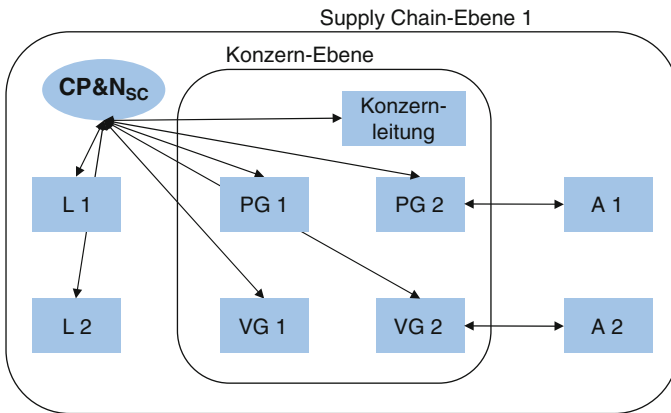 Supply Chain-Ebene 1
Konzern-Ebene
CP&N_SC
Konzern-
leitung
L 1
PG 1
PG 2
A 1
L 2
VG 1
VG 2
A 2